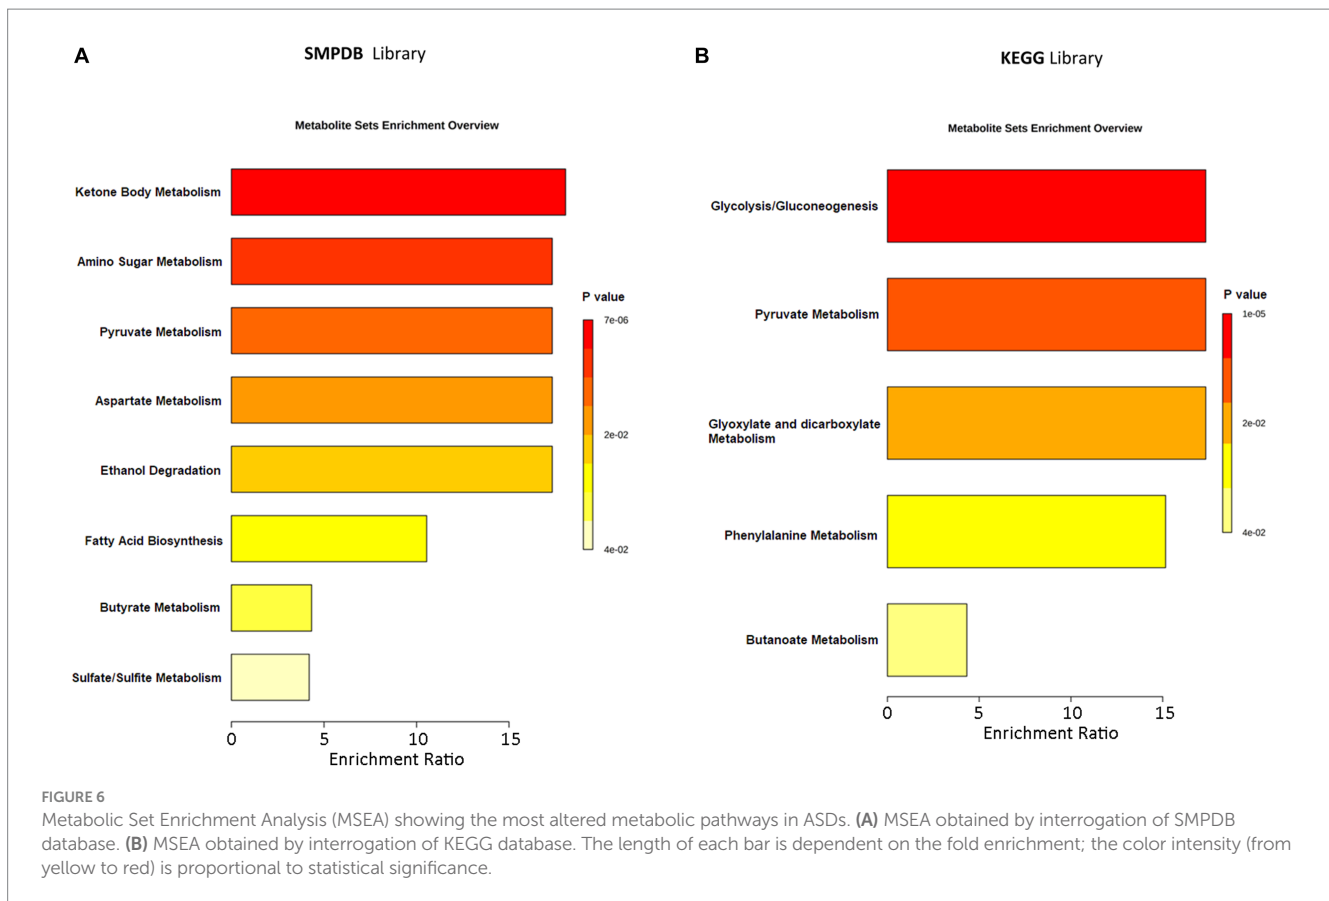 A
SMPDB Library
Metabolite Sets Enrichment Overview
Ketone Body Metabolism
Amino Sugar Metabolism
Pyruvate Metabolism
Aspartate Metabolism
Ethanol Degradation
Fatty Acid Biosynthesis
Butyrate Metabolism
Sulfate/Sulfite Metabolism
0 5 10 15
Enrichment Ratio
P value
7e-06
2e-02
4e-02
B
KEGG Library
Metabolite Sets Enrichment Overview
Glycolysis/Gluconeogenesis
Pyruvate Metabolism
Glyoxylate and dicarboxylate
Metabolism
Phenylalanine Metabolism
Butanoate Metabolism
0 5 10 15
Enrichment Ratio
P value
1e-05
2e-02
4e-02
FIGURE 6
Metabolic Set Enrichment Analysis (MSEA) showing the most altered metabolic pathways in ASDs. (A) MSEA obtained by interrogation of SMPDB
database. (B) MSEA obtained by interrogation of KEGG database. The length of each bar is dependent on the fold enrichment; the color intensity (from
yellow to red) is proportional to statistical significance.